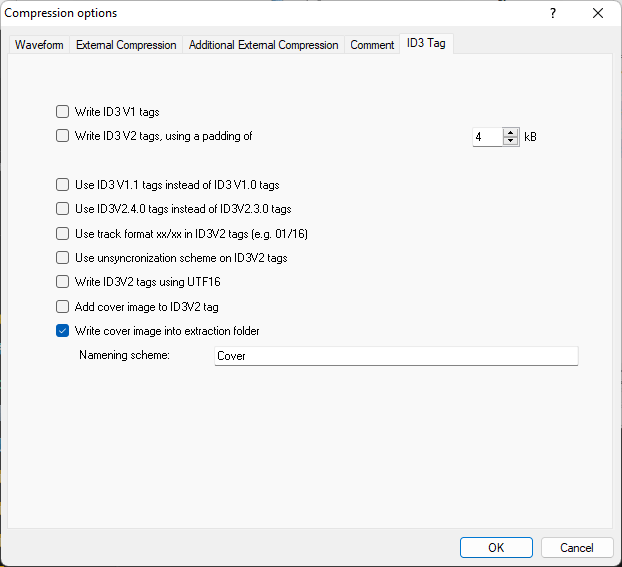 Compression options
?
Waveform External Compression Additional External Compression Comment ID3 Tag
Write ID3 V1 tags
Write ID3 V2 tags, using a padding of 4 kB
Use ID3 V1.1 tags instead of ID3 V1.0 tags
Use ID3V2.4.0 tags instead of ID3V2.3.0 tags
Use track format xx/xx in ID3V2 tags (e.g. 01/16)
Use unsyncronization scheme on ID3V2 tags
Write ID3V2 tags using UTF16
Add cover image to ID3V2 tag
Write cover image into extraction folder
Namening scheme: Cover
OK Cancel